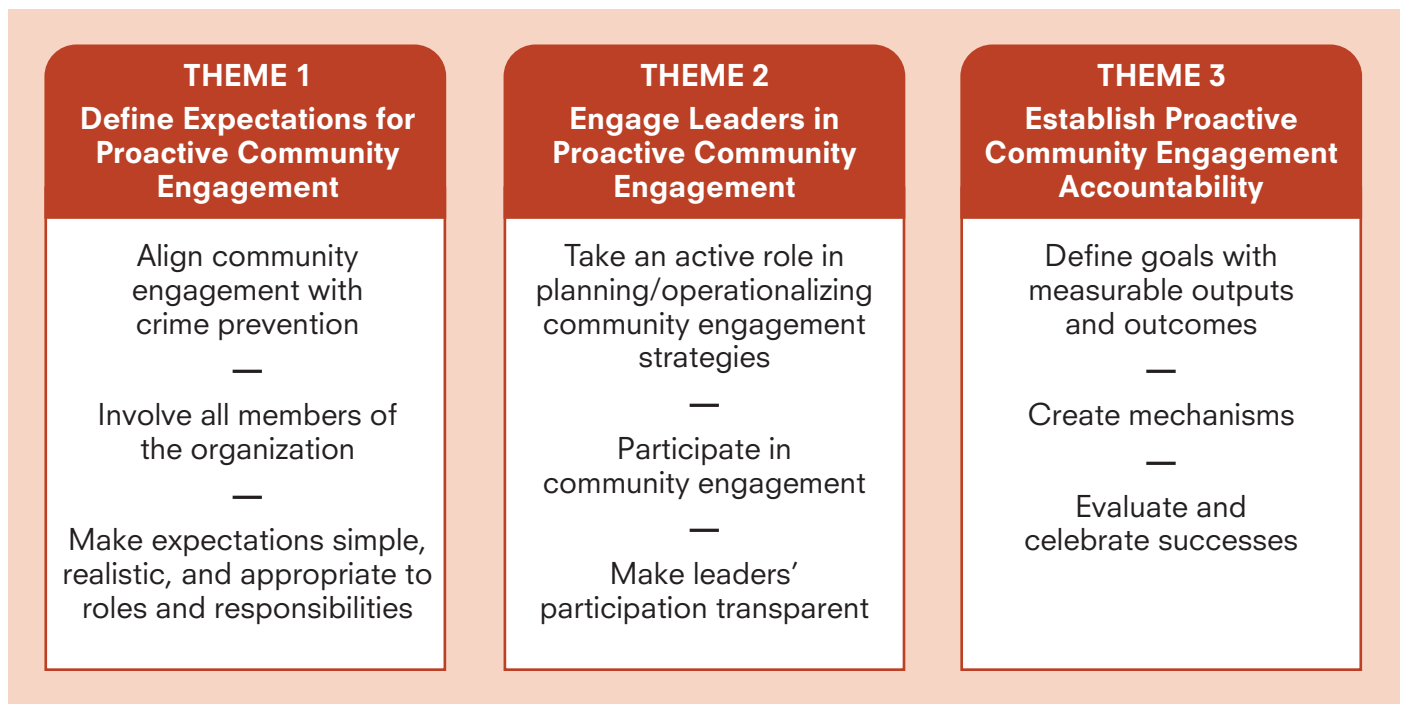 THEME 1
Define Expectations for
Proactive Community
Engagement
Align community
engagement with
crime prevention
—
Involve all members of
the organization
—
Make expectations simple,
realistic, and appropriate to
roles and responsibilities
THEME 2
Engage Leaders in
Proactive Community
Engagement
Take an active role in
planning/operationalizing
community engagement
strategies
—
Participate in
community engagement
—
Make leaders’
participation transparent
THEME 3
Establish Proactive
Community Engagement
Accountability
Define goals with
measurable outputs
and outcomes
—
Create mechanisms
—
Evaluate and
celebrate successes